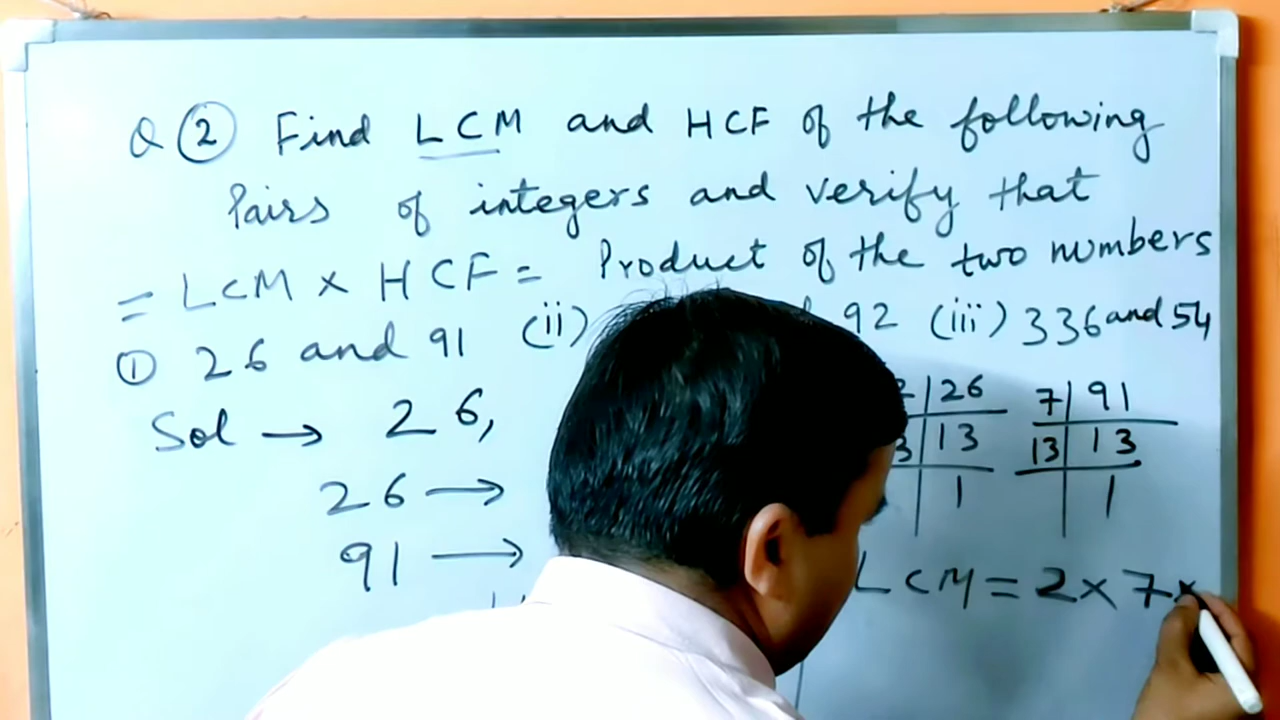 Q ② Find LCM and HCF of the following
Pairs of integers and verify that
= LCM × HCF = Product of the two numbers
① 26 and 91 (ii) 92 (iii) 336 and 54
Sol → 26,
2 | 26
3 | 13
1
7 | 91
13 | 13
1
26 →
91 →
LCM = 2 × 7 ×